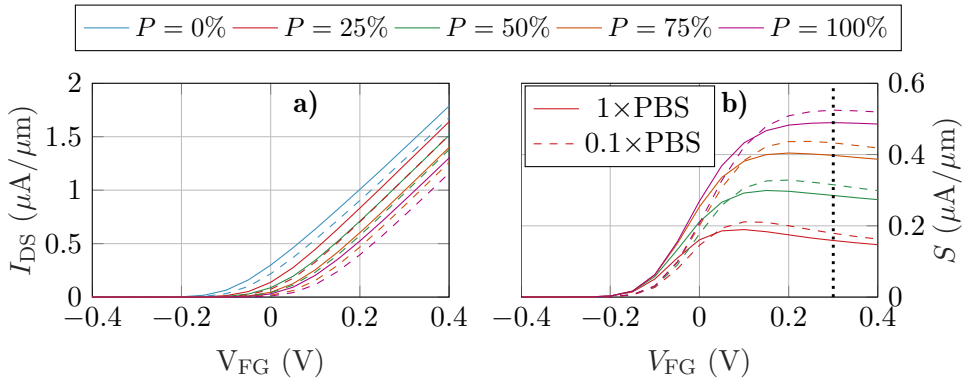 P = 0% P = 25% P = 50% P = 75% P = 100%
a)
2
1.5
1
0.5
0
I_DS (μA/μm)
−0.4 −0.2 0 0.2 0.4
V_FG (V)
b)
1×PBS
0.1×PBS
0.6
0.4
0.2
0
S (μA/μm)
−0.4 −0.2 0 0.2 0.4
V_FG (V)